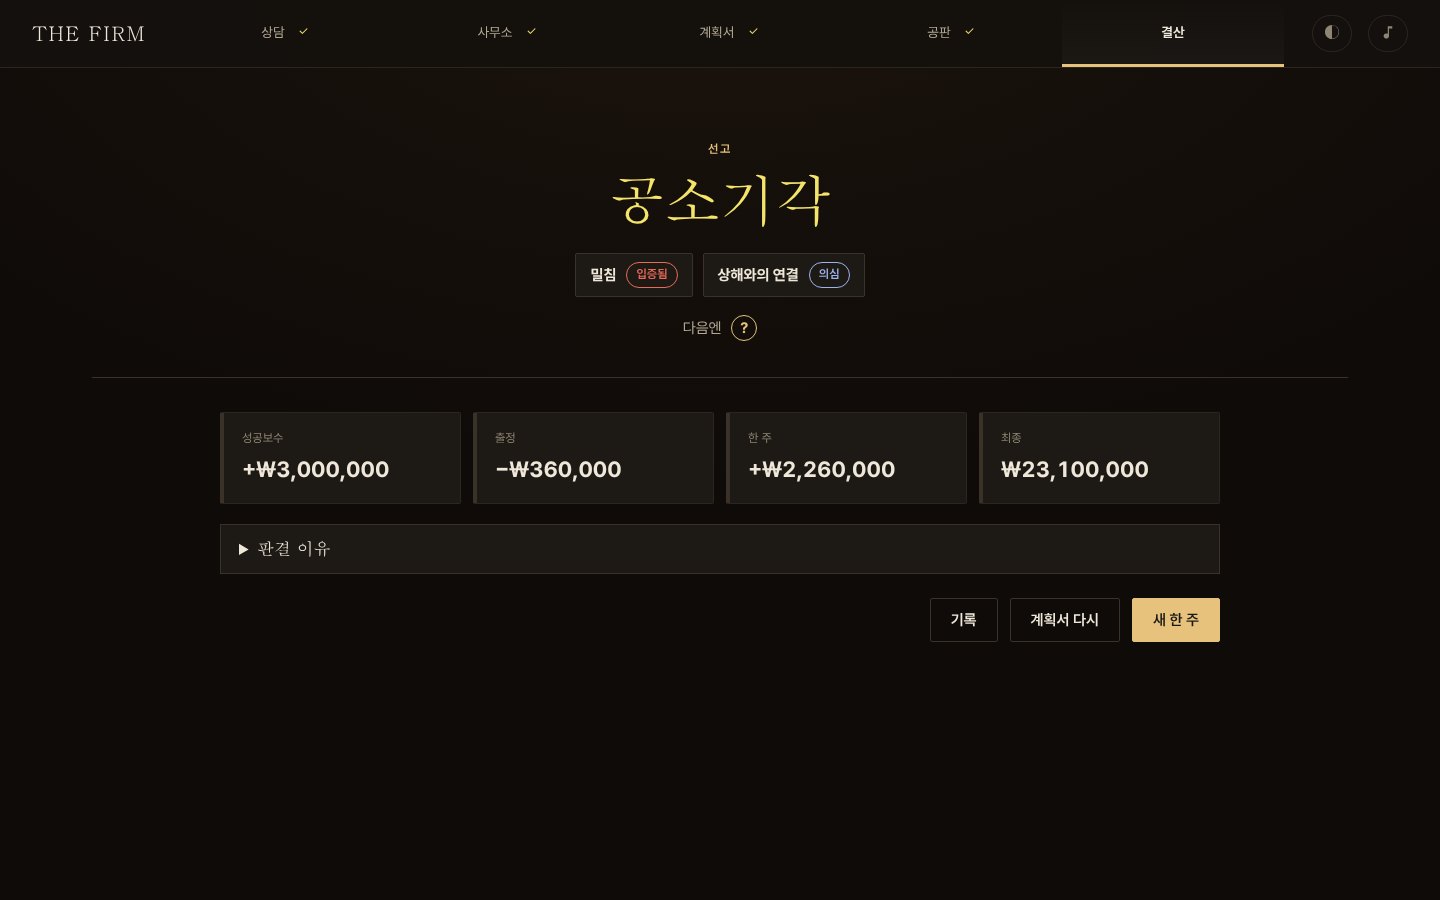 THE FIRM
상담 ✓
사무소 ✓
계획서 ✓
공판 ✓
결산
선고
공소기각
밀침 입증됨
상해와의 연결 의심
다음엔 ?
성공보수
+₩3,000,000
출정
−₩360,000
한 주
+₩2,260,000
최종
₩23,100,000
▶ 판결 이유
기록
계획서 다시
새 한 주